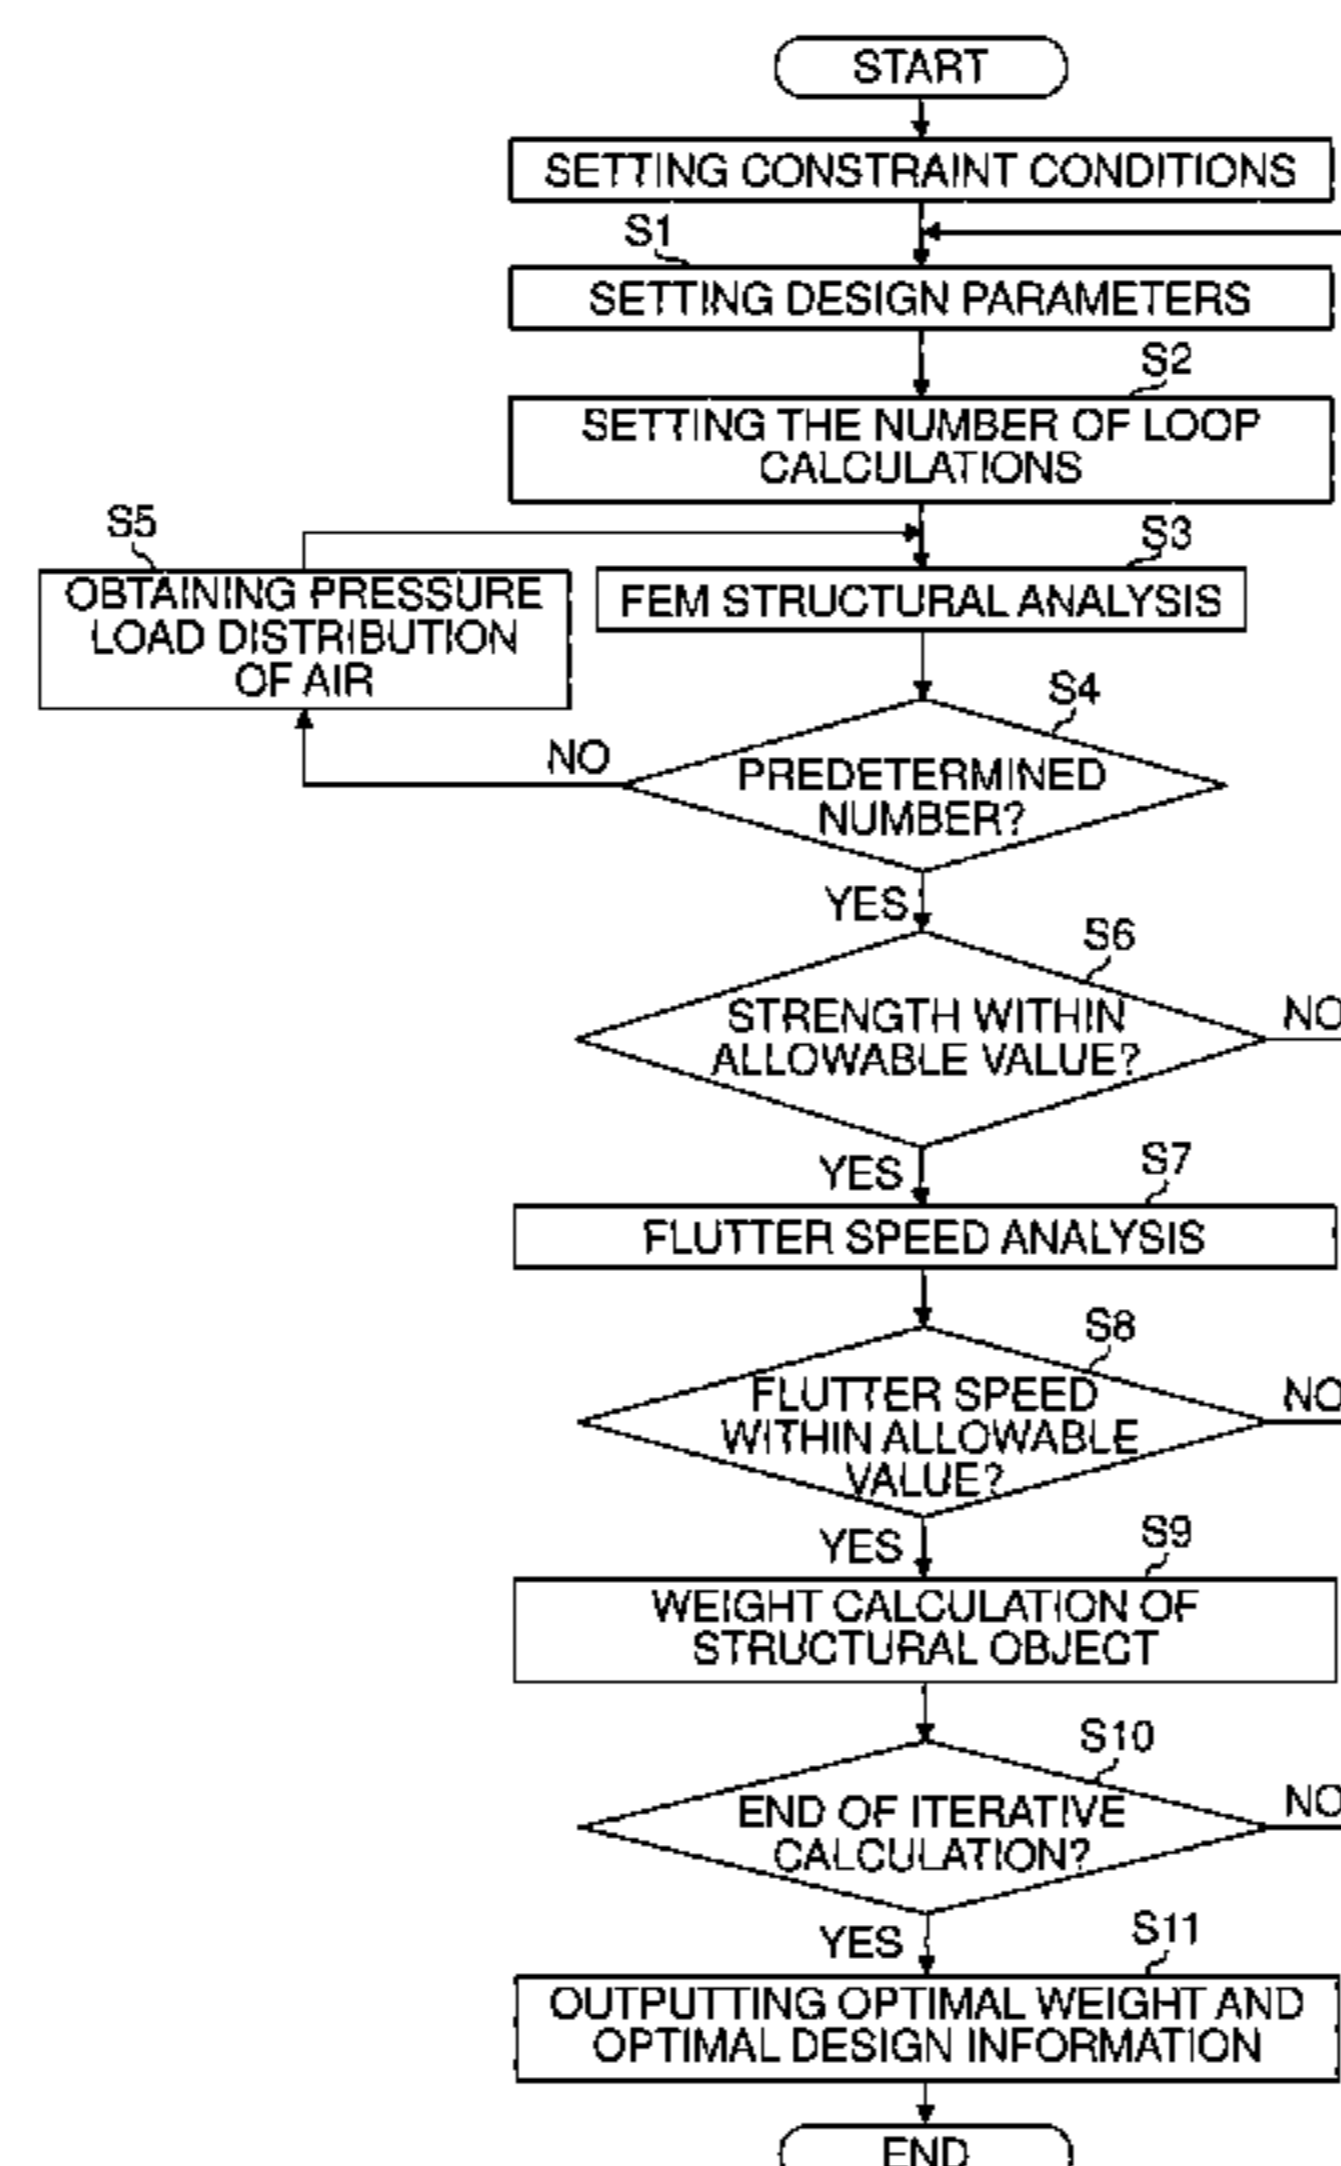 START
SETTING CONSTRAINT CONDITIONS
S1
SETTING DESIGN PARAMETERS
S2
SETTING THE NUMBER OF LOOP
CALCULATIONS
S5
OBTAINING PRESSURE
LOAD DISTRIBUTION
OF AIR
S3
FEM STRUCTURAL ANALYSIS
S4
PREDETERMINED
NUMBER?
NO
YES
S6
STRENGTH WITHIN
ALLOWABLE VALUE?
NO
YES
S7
FLUTTER SPEED ANALYSIS
S8
FLUTTER SPEED
WITHIN ALLOWABLE
VALUE?
NO
YES
S9
WEIGHT CALCULATION OF
STRUCTURAL OBJECT
S10
END OF ITERATIVE
CALCULATION?
NO
YES
S11
OUTPUTTING OPTIMAL WEIGHT AND
OPTIMAL DESIGN INFORMATION
END